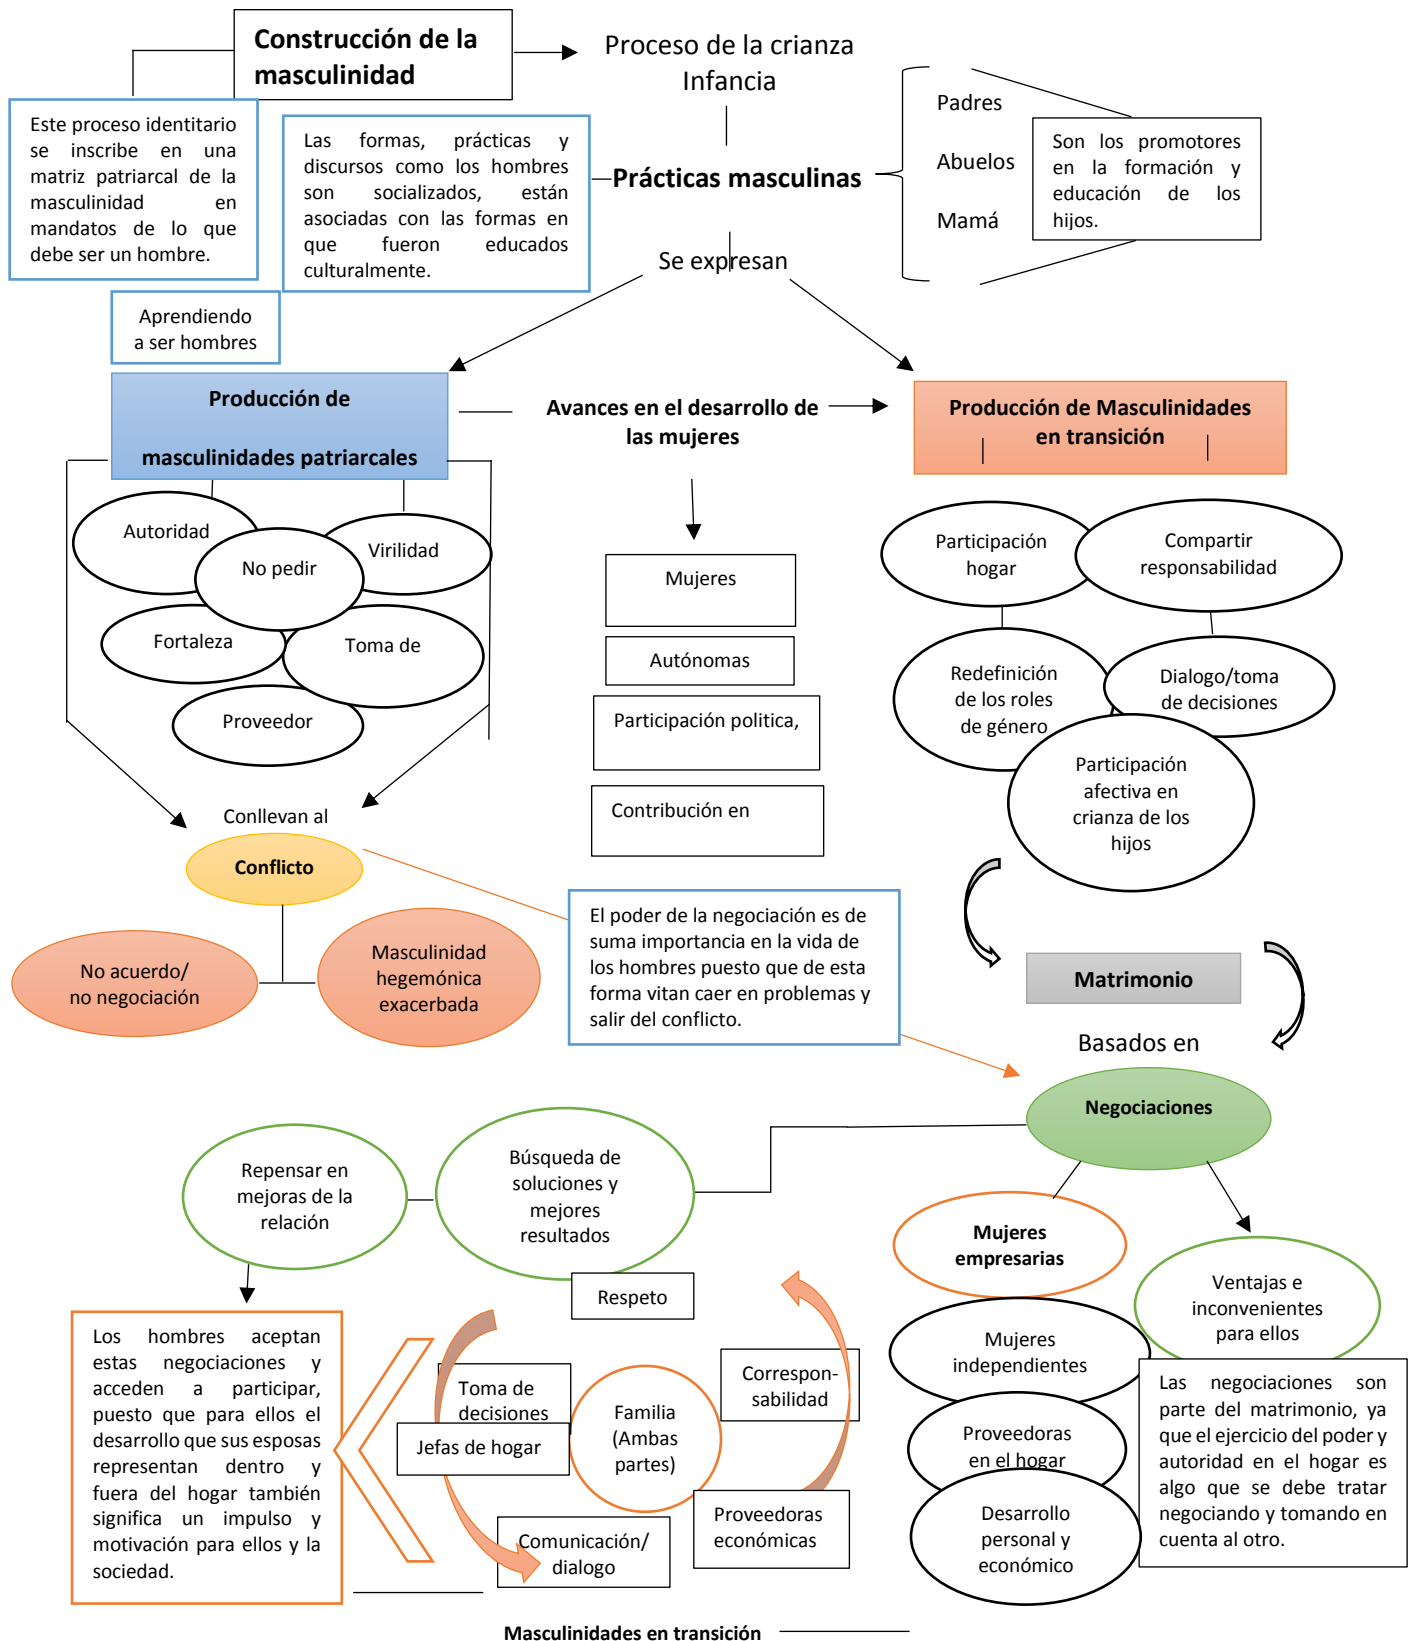 Construcción de la
masculinidad
Proceso de la crianza
Infancia
Este proceso identitario
se inscribe en una
matriz patriarcal de la
masculinidad en
mandatos de lo que
debe ser un hombre.
Las formas, prácticas y
discursos como los hombres
son socializados, están
asociadas con las formas en
que fueron educados
culturalmente.
Prácticas masculinas
Padres
Abuelos
Mamá
Son los promotores
en la formación y
educación de los
hijos.
Se expresan
Aprendiendo
a ser hombres
Producción de
masculinidades patriarcales
Avances en el desarrollo de
las mujeres
Producción de Masculinidades
en transición
Autoridad
No pedir
Virilidad
Fortaleza
Toma de
Proveedor
Mujeres
Autónomas
Participación politica,
Contribución en
Participación
hogar
Compartir
responsabilidad
Redefinición
de los roles
de género
Dialogo/toma
de decisiones
Participación
afectiva en
crianza de los
hijos
Conllevan al
Conflicto
No acuerdo/
no negociación
Masculinidad
hegemónica
exacerbada
El poder de la negociación es de
suma importancia en la vida de
los hombres puesto que de esta
forma vitan caer en problemas y
salir del conflicto.
Matrimonio
Basados en
Negociaciones
Repensar en
mejoras de la
relación
Búsqueda de
soluciones y
mejores
resultados
Mujeres
empresarias
Ventajas e
inconvenientes
para ellos
Respeto
Los hombres aceptan
estas negociaciones y
acceden a participar,
puesto que para ellos el
desarrollo que sus esposas
representan dentro y
fuera del hogar también
significa un impulso y
motivación para ellos y la
sociedad.
Toma de
decisiones
Jefas de hogar
Familia
(Ambas
partes)
Correspon-
sabilidad
Proveedoras
económicas
Comunicación/
dialogo
Mujeres
independientes
Proveedoras
en el hogar
Desarrollo
personal y
económico
Las negociaciones son
parte del matrimonio, ya
que el ejercicio del poder y
autoridad en el hogar es
algo que se debe tratar
negociando y tomando en
cuenta al otro.
Masculinidades en transición